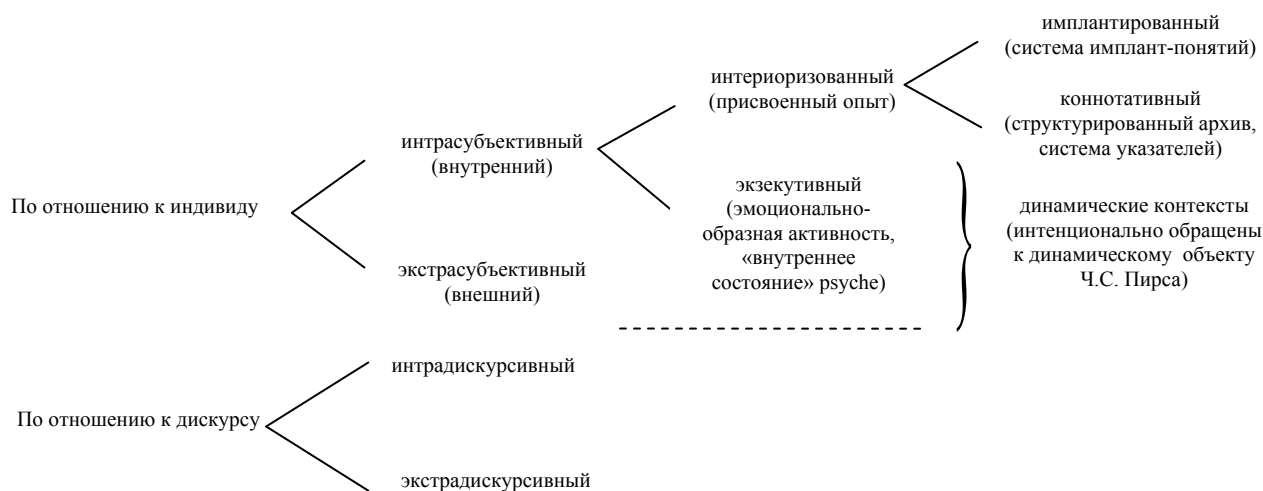 имплантированный
(система имплант-понятий)
интериоризованный
(присвоенный опыт)
коннотативный
(структурированный архив,
система указателей)
интрасубъективный
(внутренний)
экзекутивный
(эмоционально-
образная активность,
«внутреннее
состояние» psyche)
По отношению к индивиду
динамические контексты
(интенционально обращены
к динамическому объекту
Ч.С. Пирса)
экстрасубъективный
(внешний)
интрадискурсивный
По отношению к дискурсу
экстрадискурсивный